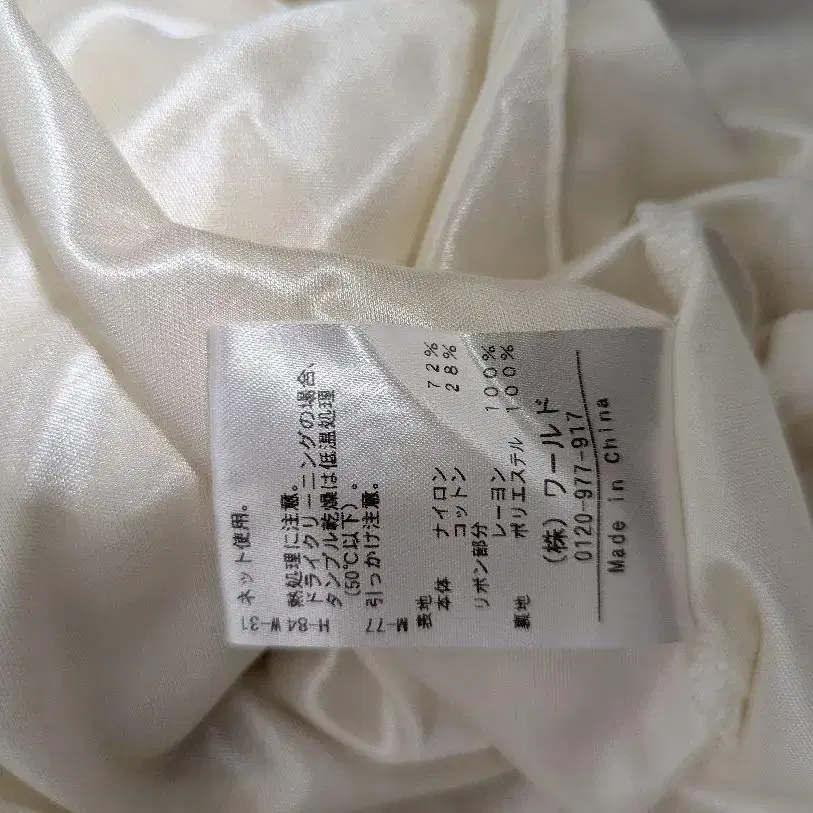 ネット使用。
熱処理に注意。
ドライクリーニングの場合、
タンブル乾燥は低温処理
(50℃以下)。
引っかけ注意。
表地
本体 ナイロン 72%
コットン 28%
リボン部分
レーヨン 100%
裏地 ポリエステル 100%
(株)ワールド
0120-977-917
Made in China